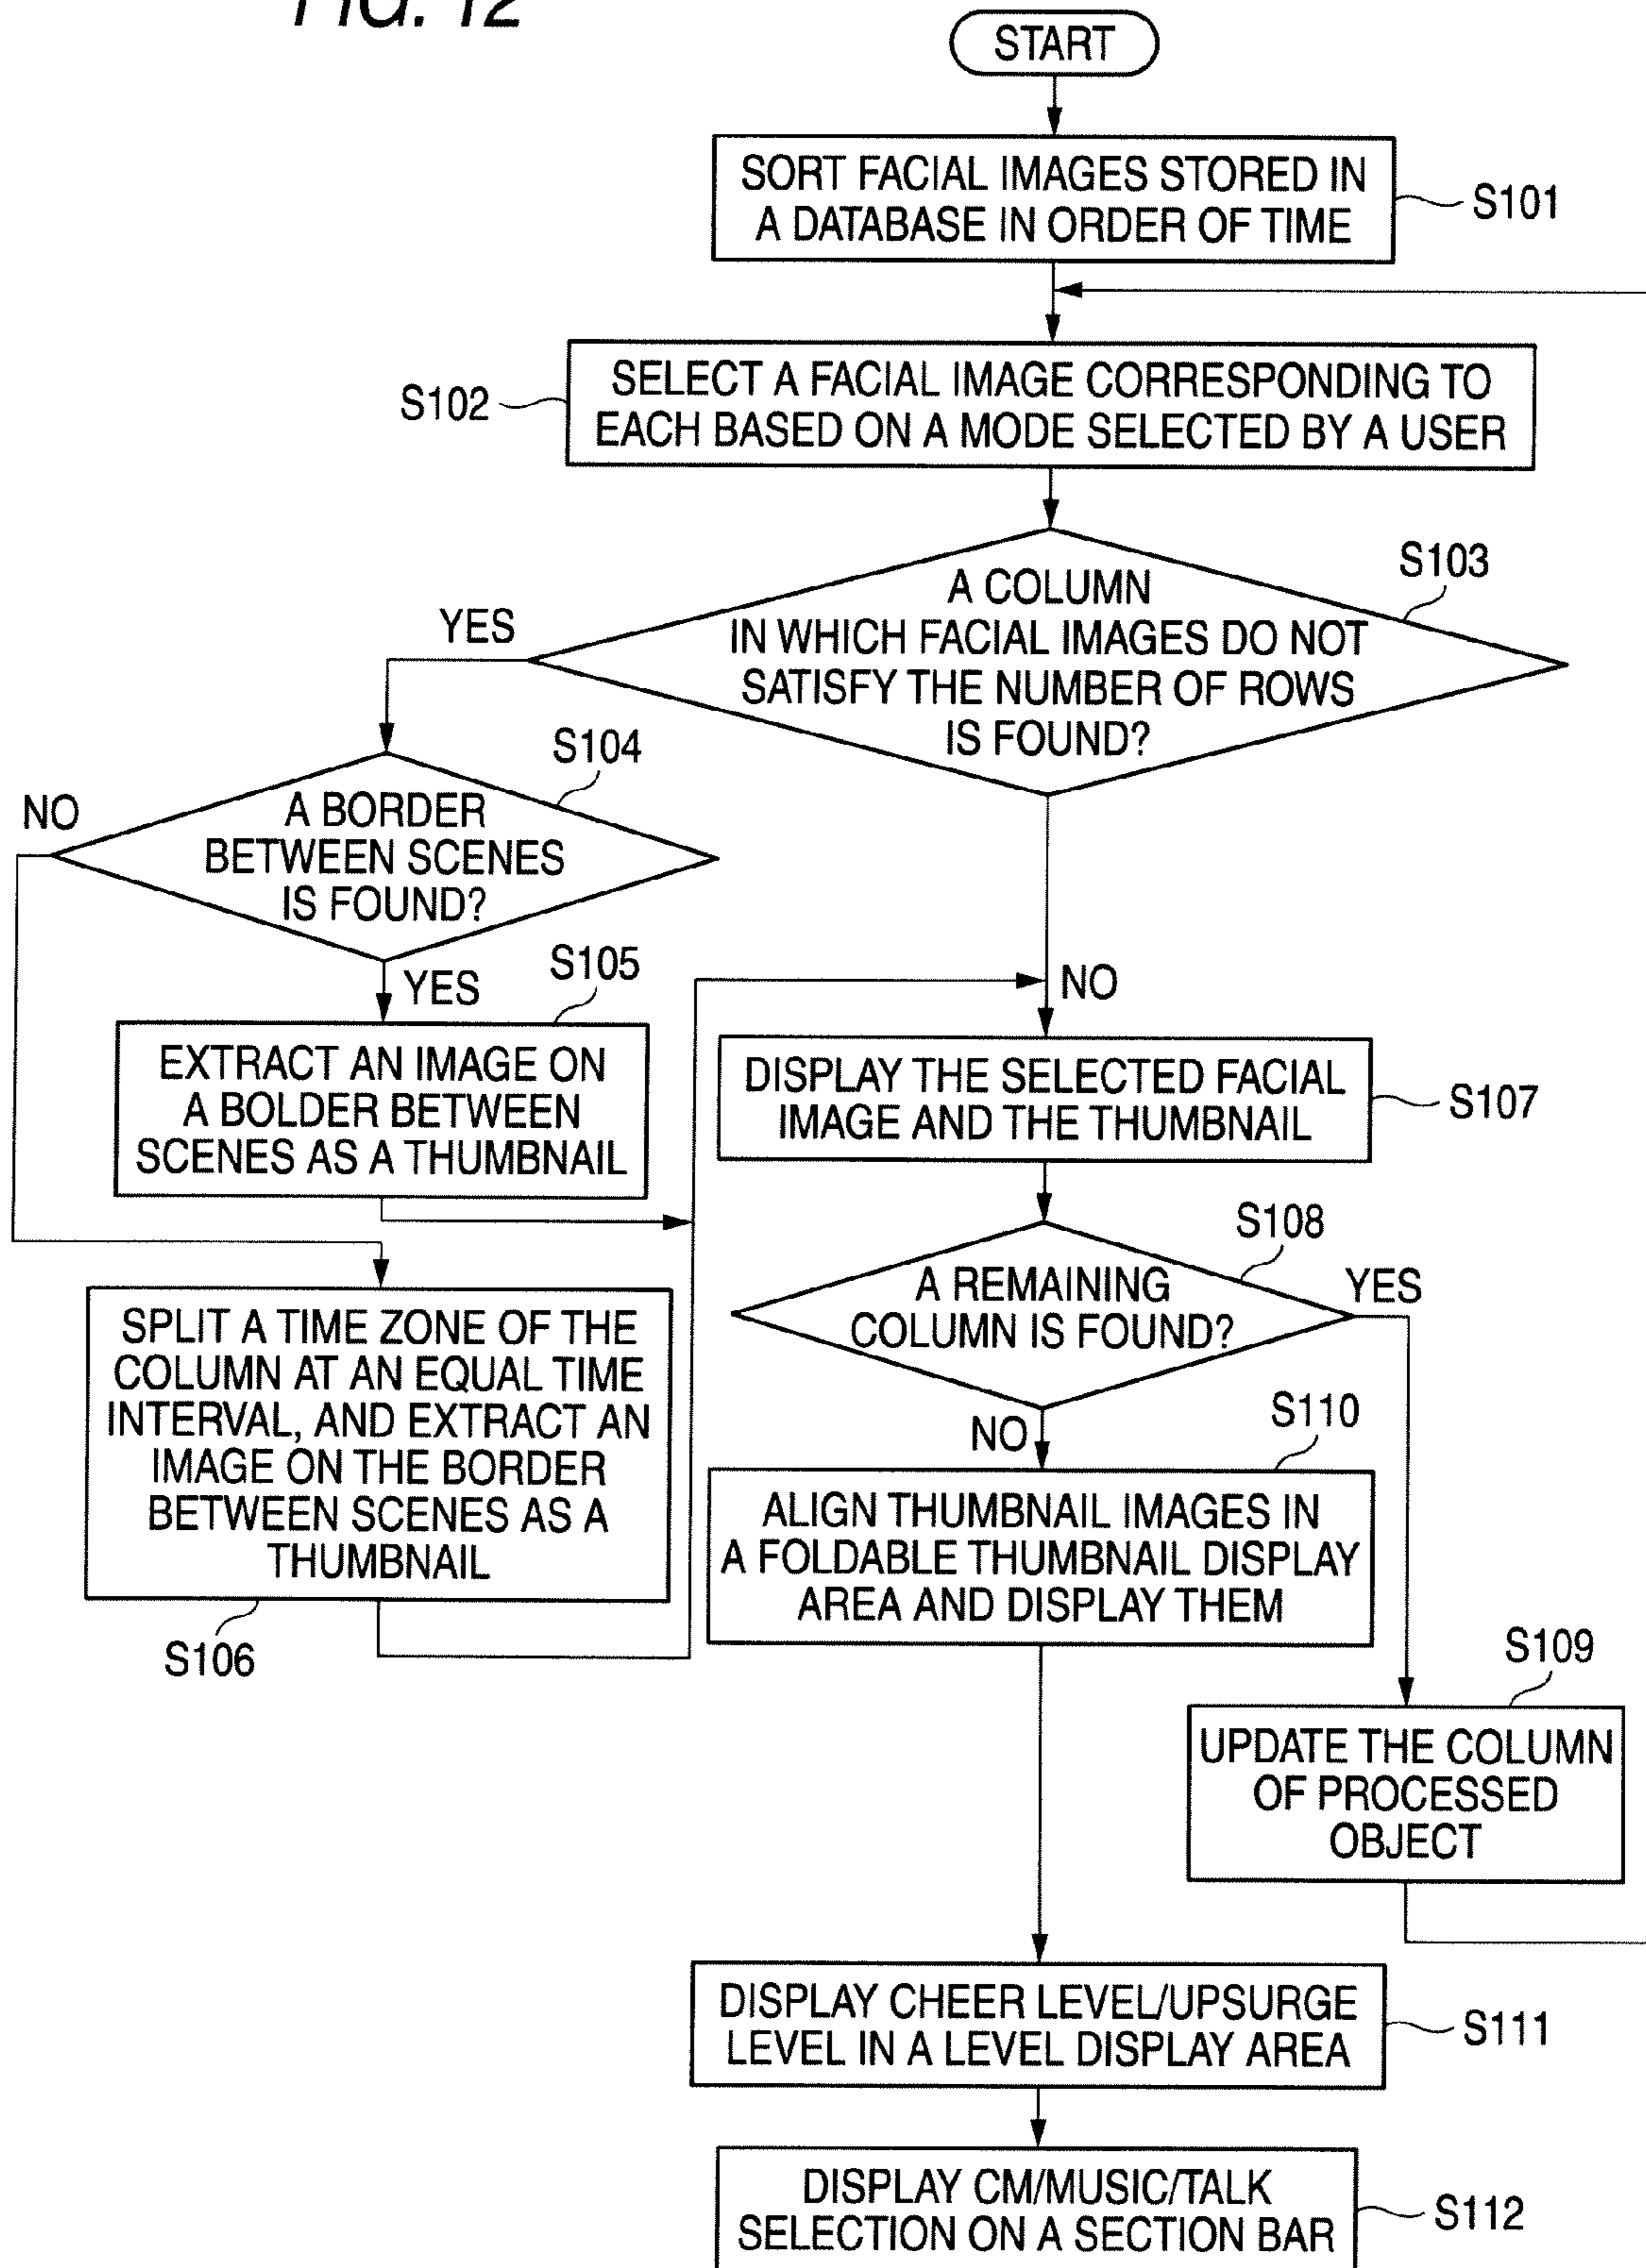 FIG. 12
START
SORT FACIAL IMAGES STORED IN
A DATABASE IN ORDER OF TIME
S101
SELECT A FACIAL IMAGE CORRESPONDING TO
EACH BASED ON A MODE SELECTED BY A USER
S102
A COLUMN
IN WHICH FACIAL IMAGES DO NOT
SATISFY THE NUMBER OF ROWS
IS FOUND?
S103
YES
S104
A BORDER
BETWEEN SCENES
IS FOUND?
NO
YES
S105
EXTRACT AN IMAGE ON
A BOLDER BETWEEN
SCENES AS A THUMBNAIL
SPLIT A TIME ZONE OF THE
COLUMN AT AN EQUAL TIME
INTERVAL, AND EXTRACT AN
IMAGE ON THE BORDER
BETWEEN SCENES AS A
THUMBNAIL
S106
NO
DISPLAY THE SELECTED FACIAL
IMAGE AND THE THUMBNAIL
S107
S108
A REMAINING
COLUMN IS FOUND?
YES
NO
S110
ALIGN THUMBNAIL IMAGES IN
A FOLDABLE THUMBNAIL DISPLAY
AREA AND DISPLAY THEM
S109
UPDATE THE COLUMN
OF PROCESSED
OBJECT
DISPLAY CHEER LEVEL/UPSURGE
LEVEL IN A LEVEL DISPLAY AREA
S111
DISPLAY CM/MUSIC/TALK
SELECTION ON A SECTION BAR
S112